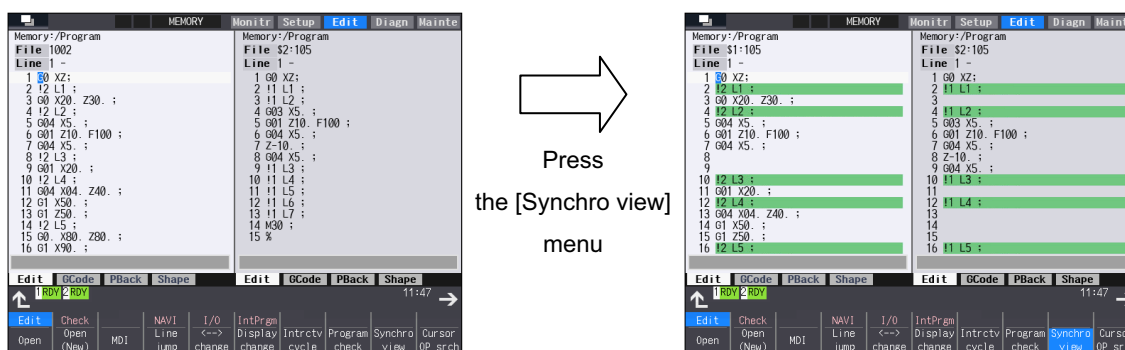 MEMORY Monitr Setup Edit Diagn Mainte
Memory:/Program
File 1002
Line 1 -
1 G0 XZ;
2 !2 L1 ;
3 G0 X20. Z30. ;
4 !2 L2 ;
5 G04 X5. ;
6 G01 Z10. F100 ;
7 G04 X5. ;
8 !2 L3 ;
9 G01 X20. ;
10 !2 L4 ;
11 G04 X04. Z40. ;
12 G1 X50. ;
13 G1 Z50. ;
14 !2 L5 ;
15 G0. X80. Z80. ;
16 G1 X90. ;
Memory:/Program
File $2:105
Line 1 -
1 G0 XZ;
2 !1 L1 ;
3 !1 L2 ;
4 G03 X5. ;
5 G01 Z10. F100 ;
6 G04 X5. ;
7 Z-10. ;
8 G04 X5. ;
9 !1 L3 ;
10 !1 L4 ;
11 !1 L5 ;
12 !1 L6 ;
13 !1 L7 ;
14 M30 ;
15 %
Edit GCode PBack Shape Edit GCode PBack Shape
1 RDY 2 RDY 11:47
Edit Check NAVI I/O IntPrgm
Open Open MDI Line <--> Display Intrctv Program Synchro Cursor
(New) jump change change cycle check view OP srch
Press
the [Synchro view]
menu
MEMORY Monitr Setup Edit Diagn Maint
Memory:/Program
File $1:105
Line 1 -
1 G0 XZ;
2 !2 L1 ;
3 G0 X20. Z30. ;
4 !2 L2 ;
5 G04 X5. ;
6 G01 Z10. F100 ;
7 G04 X5. ;
8
9
10 !2 L3 ;
11 G01 X20. ;
12 !2 L4 ;
13 G04 X04. Z40. ;
14 G1 X50. ;
15 G1 Z50. ;
16 !2 L5 ;
Memory:/Program
File $2:105
Line 1 -
1 G0 XZ;
2 !1 L1 ;
3
4 !1 L2 ;
5 G03 X5. ;
6 G01 Z10. F100 ;
7 G04 X5. ;
8 Z-10. ;
9 G04 X5. ;
10 !1 L3 ;
11
12 !1 L4 ;
13
14
15
16 !1 L5 ;
Edit GCode PBack Shape Edit GCode PBack Shape
1 RDY 2 RDY 11:47
Edit Check NAVI I/O IntPrgm
Open Open MDI Line <--> Display Intrctv Program Synchro Curso
(New) jump change change cycle check view OP src